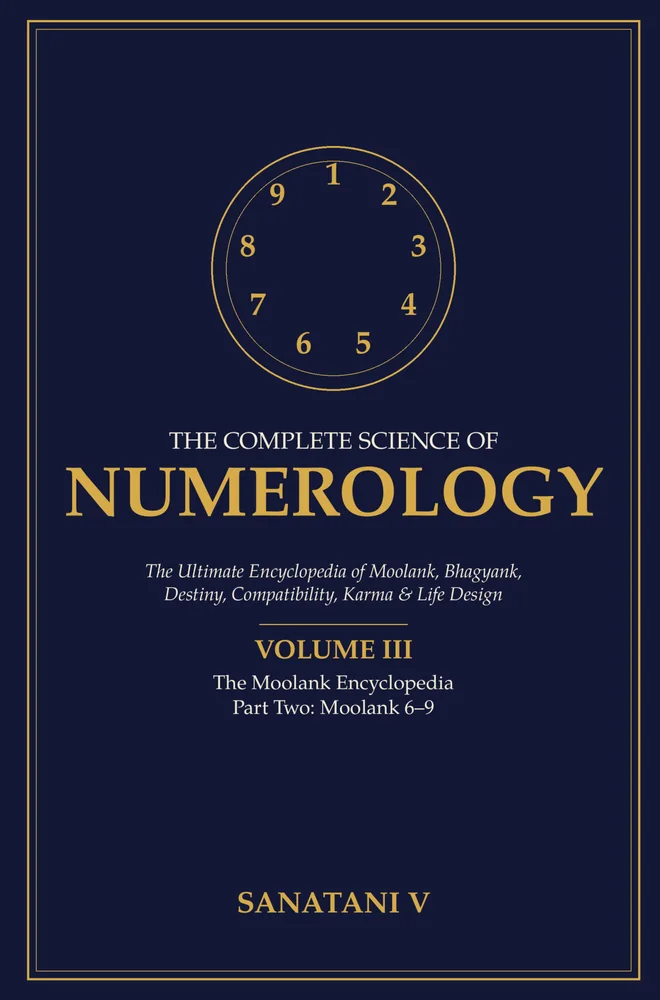 1
2
3
4
5
6
7
8
9
THE COMPLETE SCIENCE OF
NUMEROLOGY
The Ultimate Encyclopedia of Moolank, Bhagyank,
Destiny, Compatibility, Karma & Life Design
VOLUME III
The Moolank Encyclopedia
Part Two: Moolank 6–9
SANATANI V